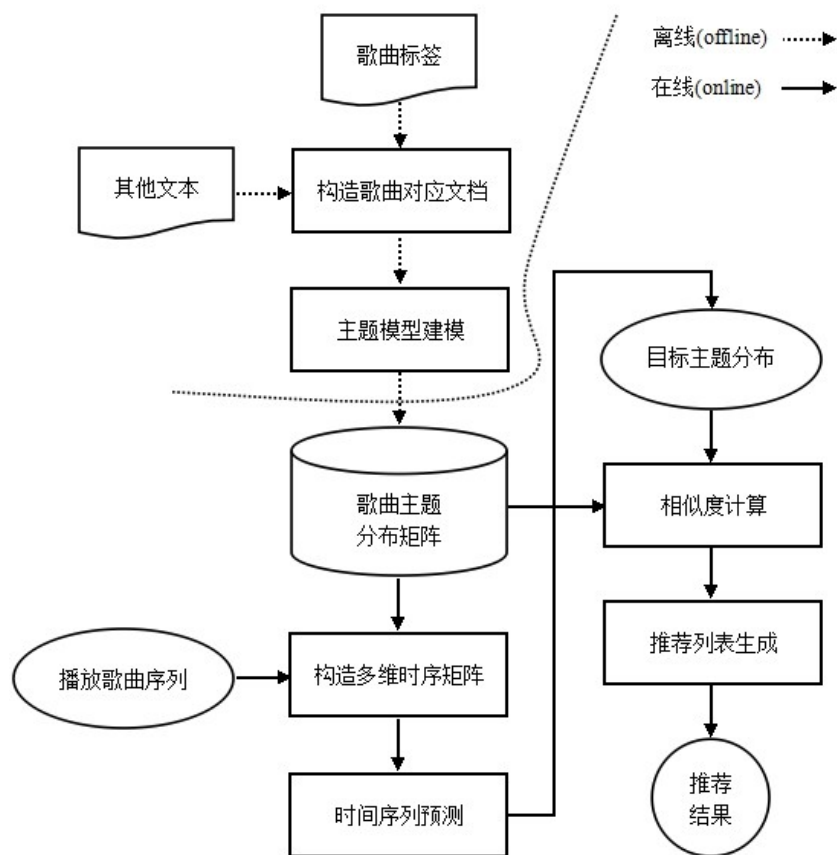 歌曲标签
离线(offline)
在线(online)
其他文本
构造歌曲对应文档
主题模型建模
目标主题分布
歌曲主题
分布矩阵
相似度计算
播放歌曲序列
构造多维时序矩阵
推荐列表生成
时间序列预测
推荐
结果